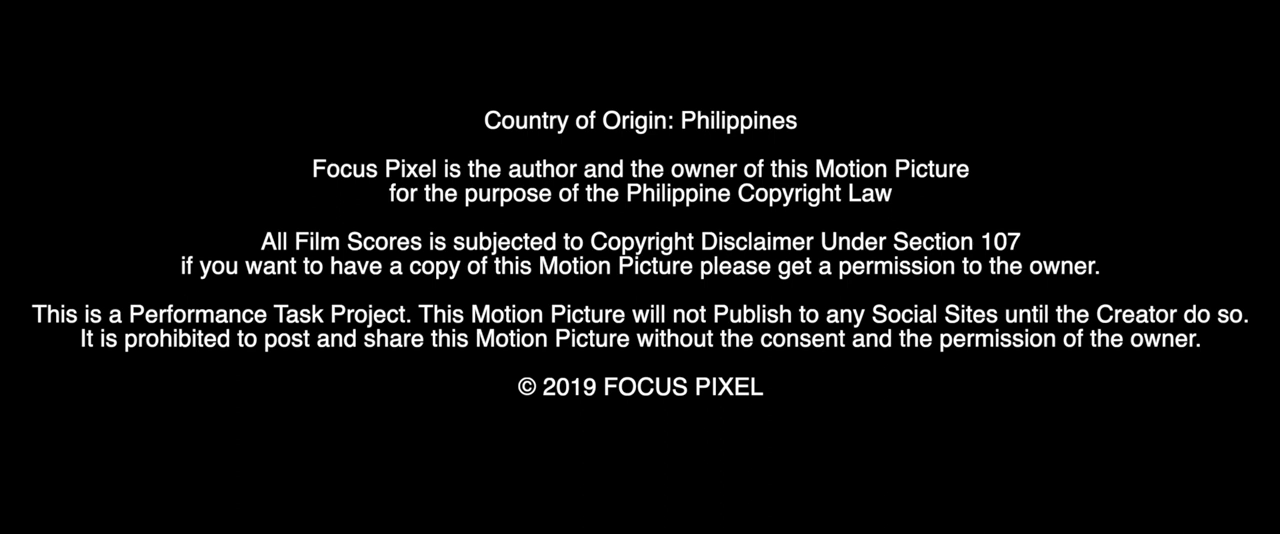 Country of Origin: Philippines
Focus Pixel is the author and the owner of this Motion Picture
for the purpose of the Philippine Copyright Law
All Film Scores is subjected to Copyright Disclaimer Under Section 107
if you want to have a copy of this Motion Picture please get a permission to the owner.
This is a Performance Task Project. This Motion Picture will not Publish to any Social Sites until the Creator do so.
It is prohibited to post and share this Motion Picture without the consent and the permission of the owner.
© 2019 FOCUS PIXEL